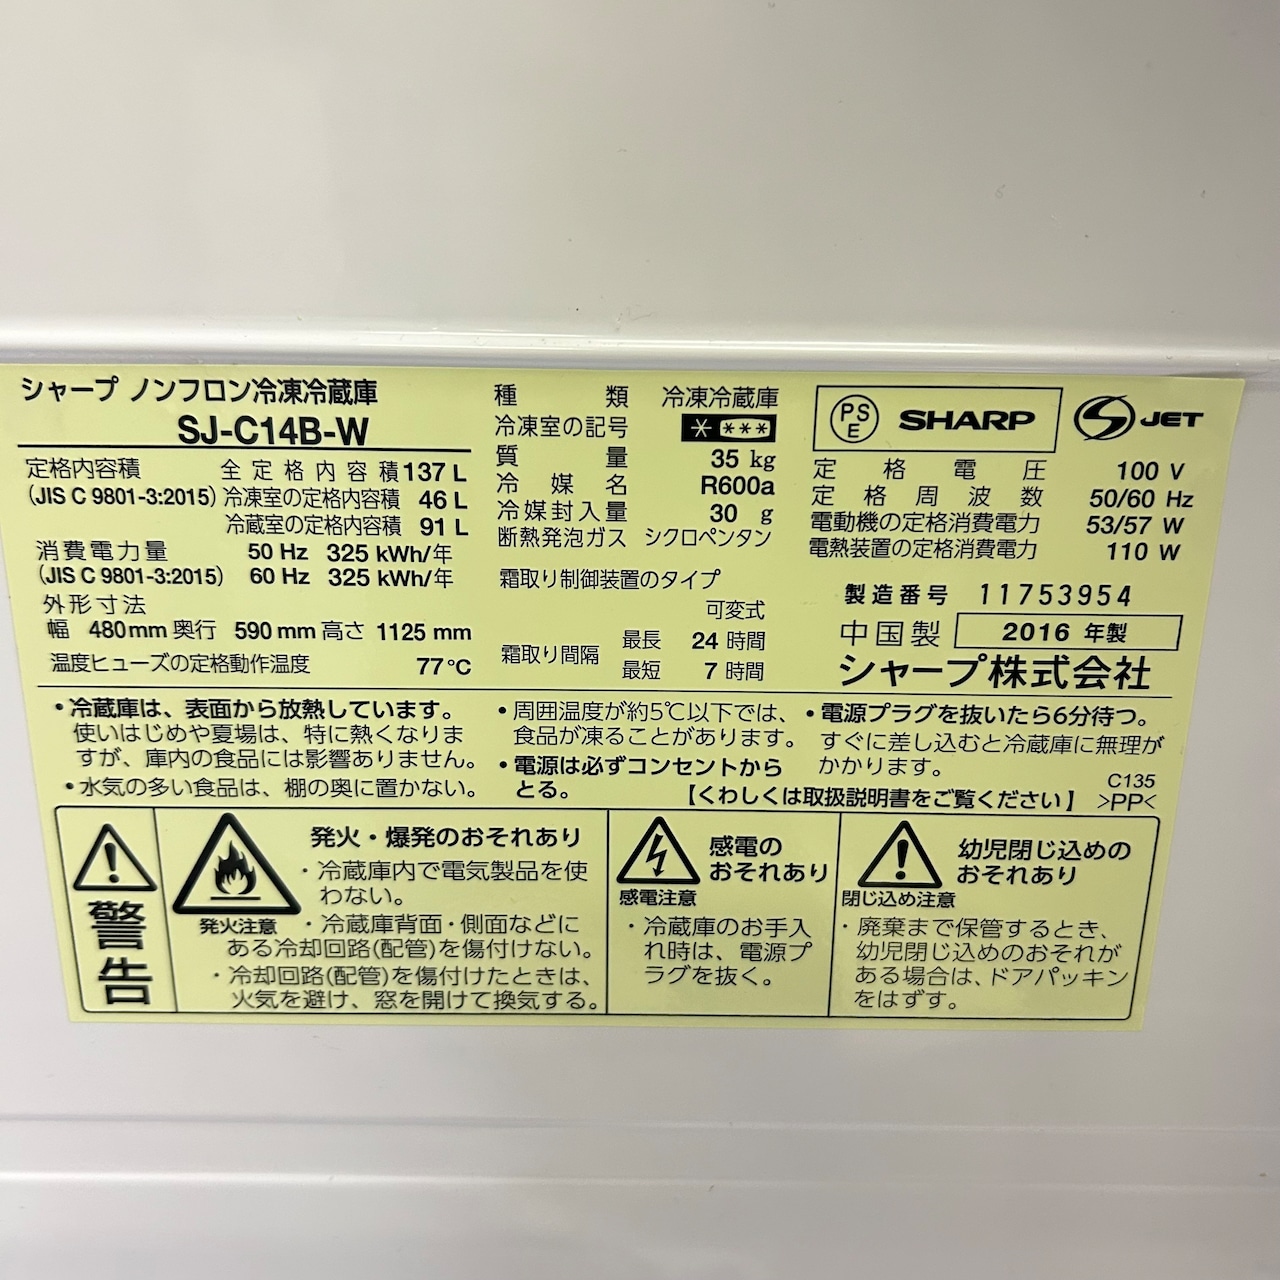 シャープ ノンフロン冷凍冷蔵庫
SJ-C14B-W
定格内容積 全定格内容積 137 L
(JIS C 9801-3:2015) 冷凍室の定格内容積 46 L
冷蔵室の定格内容積 91 L
消費電力量 50 Hz 325 kWh/年
(JIS C 9801-3:2015) 60 Hz 325 kWh/年
外形寸法
幅 480mm 奥行 590mm 高さ 1125 mm
温度ヒューズの定格動作温度 77℃
種類 冷凍冷蔵庫
冷凍室の記号 * ***
質量 35 kg
冷媒名 R600a
冷媒封入量 30 g
断熱発泡ガス シクロペンタン
霜取り制御装置のタイプ
可変式
霜取り間隔 最長 24 時間
最短 7 時間
PS E SHARP S JET
定格電圧 100 V
定格周波数 50/60 Hz
電動機の定格消費電力 53/57 W
電熱装置の定格消費電力 110 W
製造番号 11753954
中国製 2016 年製
シャープ株式会社
・冷蔵庫は、表面から放熱しています。
使いはじめや夏場は、特に熱くなりま
すが、庫内の食品には影響ありません。
・水気の多い食品は、棚の奥に置かない。
・周囲温度が約5℃以下では、
食品が凍ることがあります。
・電源は必ずコンセントから
とる。
・電源プラグを抜いたら6分待つ。
すぐに差し込むと冷蔵庫に無理が
かかります。
【くわしくは取扱説明書をご覧ください】
C135
>PP<
警告
発火注意
発火・爆発のおそれあり
・冷蔵庫内で電気製品を使
わない。
・冷蔵庫背面・側面などに
ある冷却回路(配管)を傷付けない。
・冷却回路(配管)を傷付けたときは、
火気を避け、窓を開けて換気する。
感電注意
感電の
おそれあり
・冷蔵庫のお手入
れ時は、電源プ
ラグを抜く。
閉じ込め注意
幼児閉じ込めの
おそれあり
・廃棄まで保管するとき、
幼児閉じ込めのおそれが
ある場合は、ドアパッキン
をはずす。